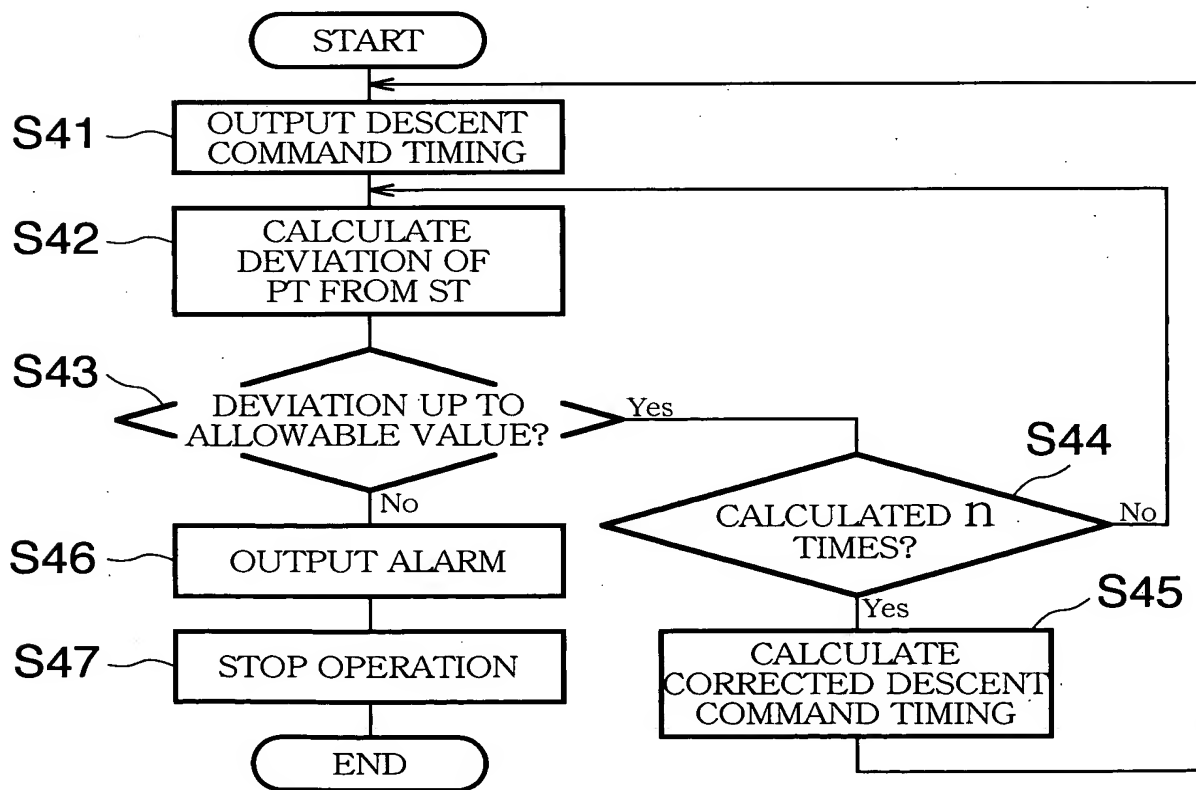 START
S41
OUTPUT DESCENT
COMMAND TIMING
S42
CALCULATE
DEVIATION OF
PT FROM ST
S43
DEVIATION UP TO
ALLOWABLE VALUE?
Yes
No
S44
CALCULATED n
TIMES?
No
Yes
S45
CALCULATE
CORRECTED DESCENT
COMMAND TIMING
S46
OUTPUT ALARM
S47
STOP OPERATION
END